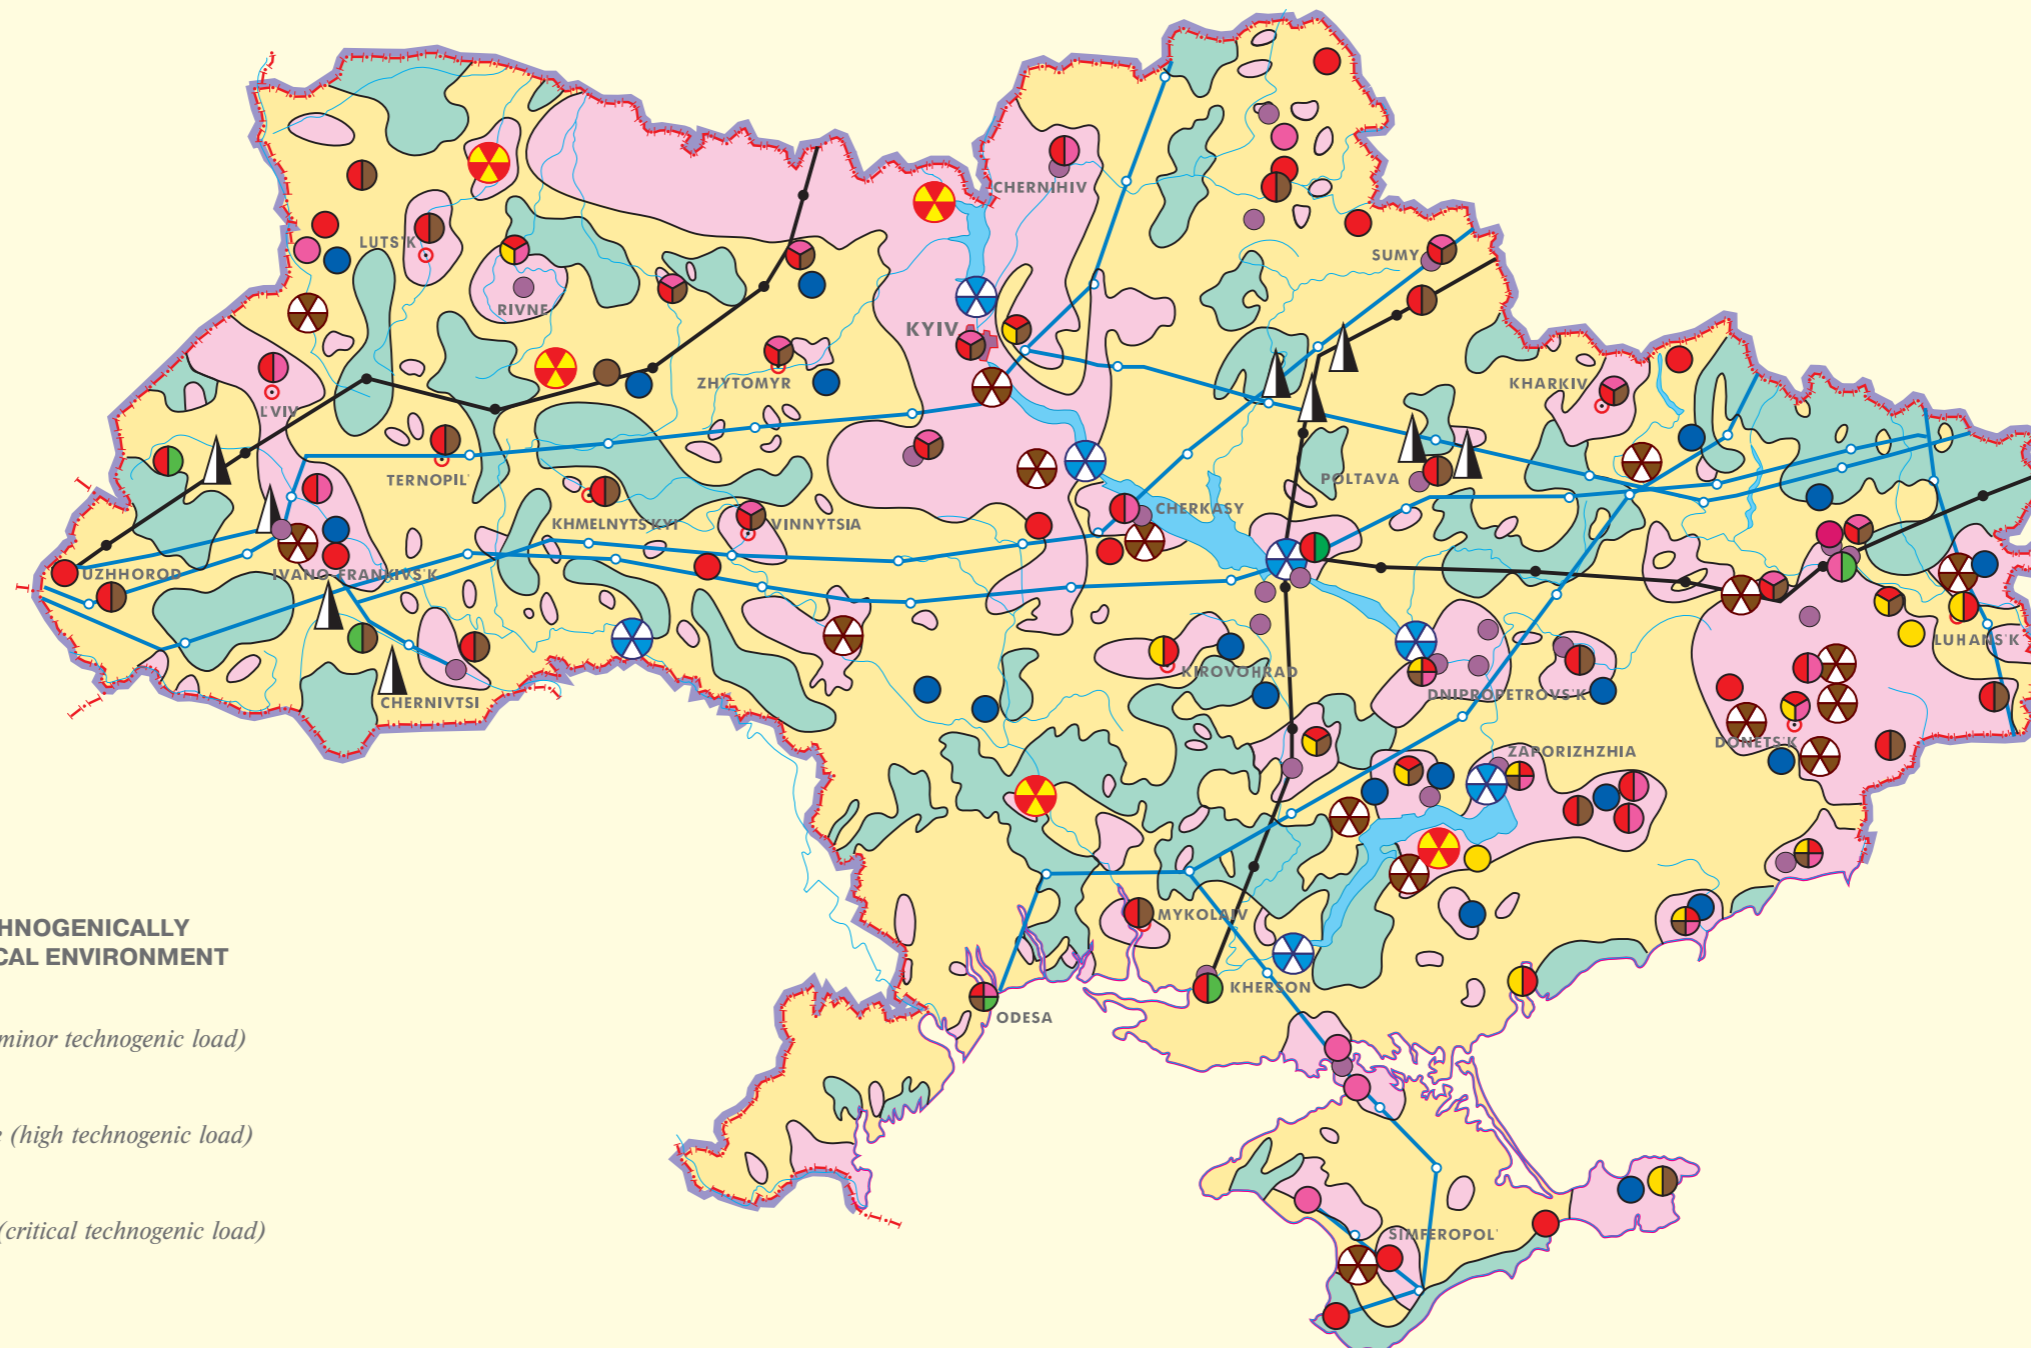 CHERNIHIV
LUTS'K
SUMY
RIVNE
KYIV
ZHYTOMYR
KHARKIV
L'VIV
TERNOPIL'
POLTAVA
CHERKASY
KHMELNYTS'KYI
VINNYTSIA
UZHHOROD
IVANO-FRANKIVS'K
LUHANS'K
KIROVOHRAD
DNIPROPETROVS'K
CHERNIVTSI
DONETS'K
ZAPORIZHZHIA
MYKOLAIV
HNOGENICALLY
CAL ENVIRONMENT
KHERSON
ODESA
minor technogenic load)
(high technogenic load)
(critical technogenic load)
SIMFEROPOL'